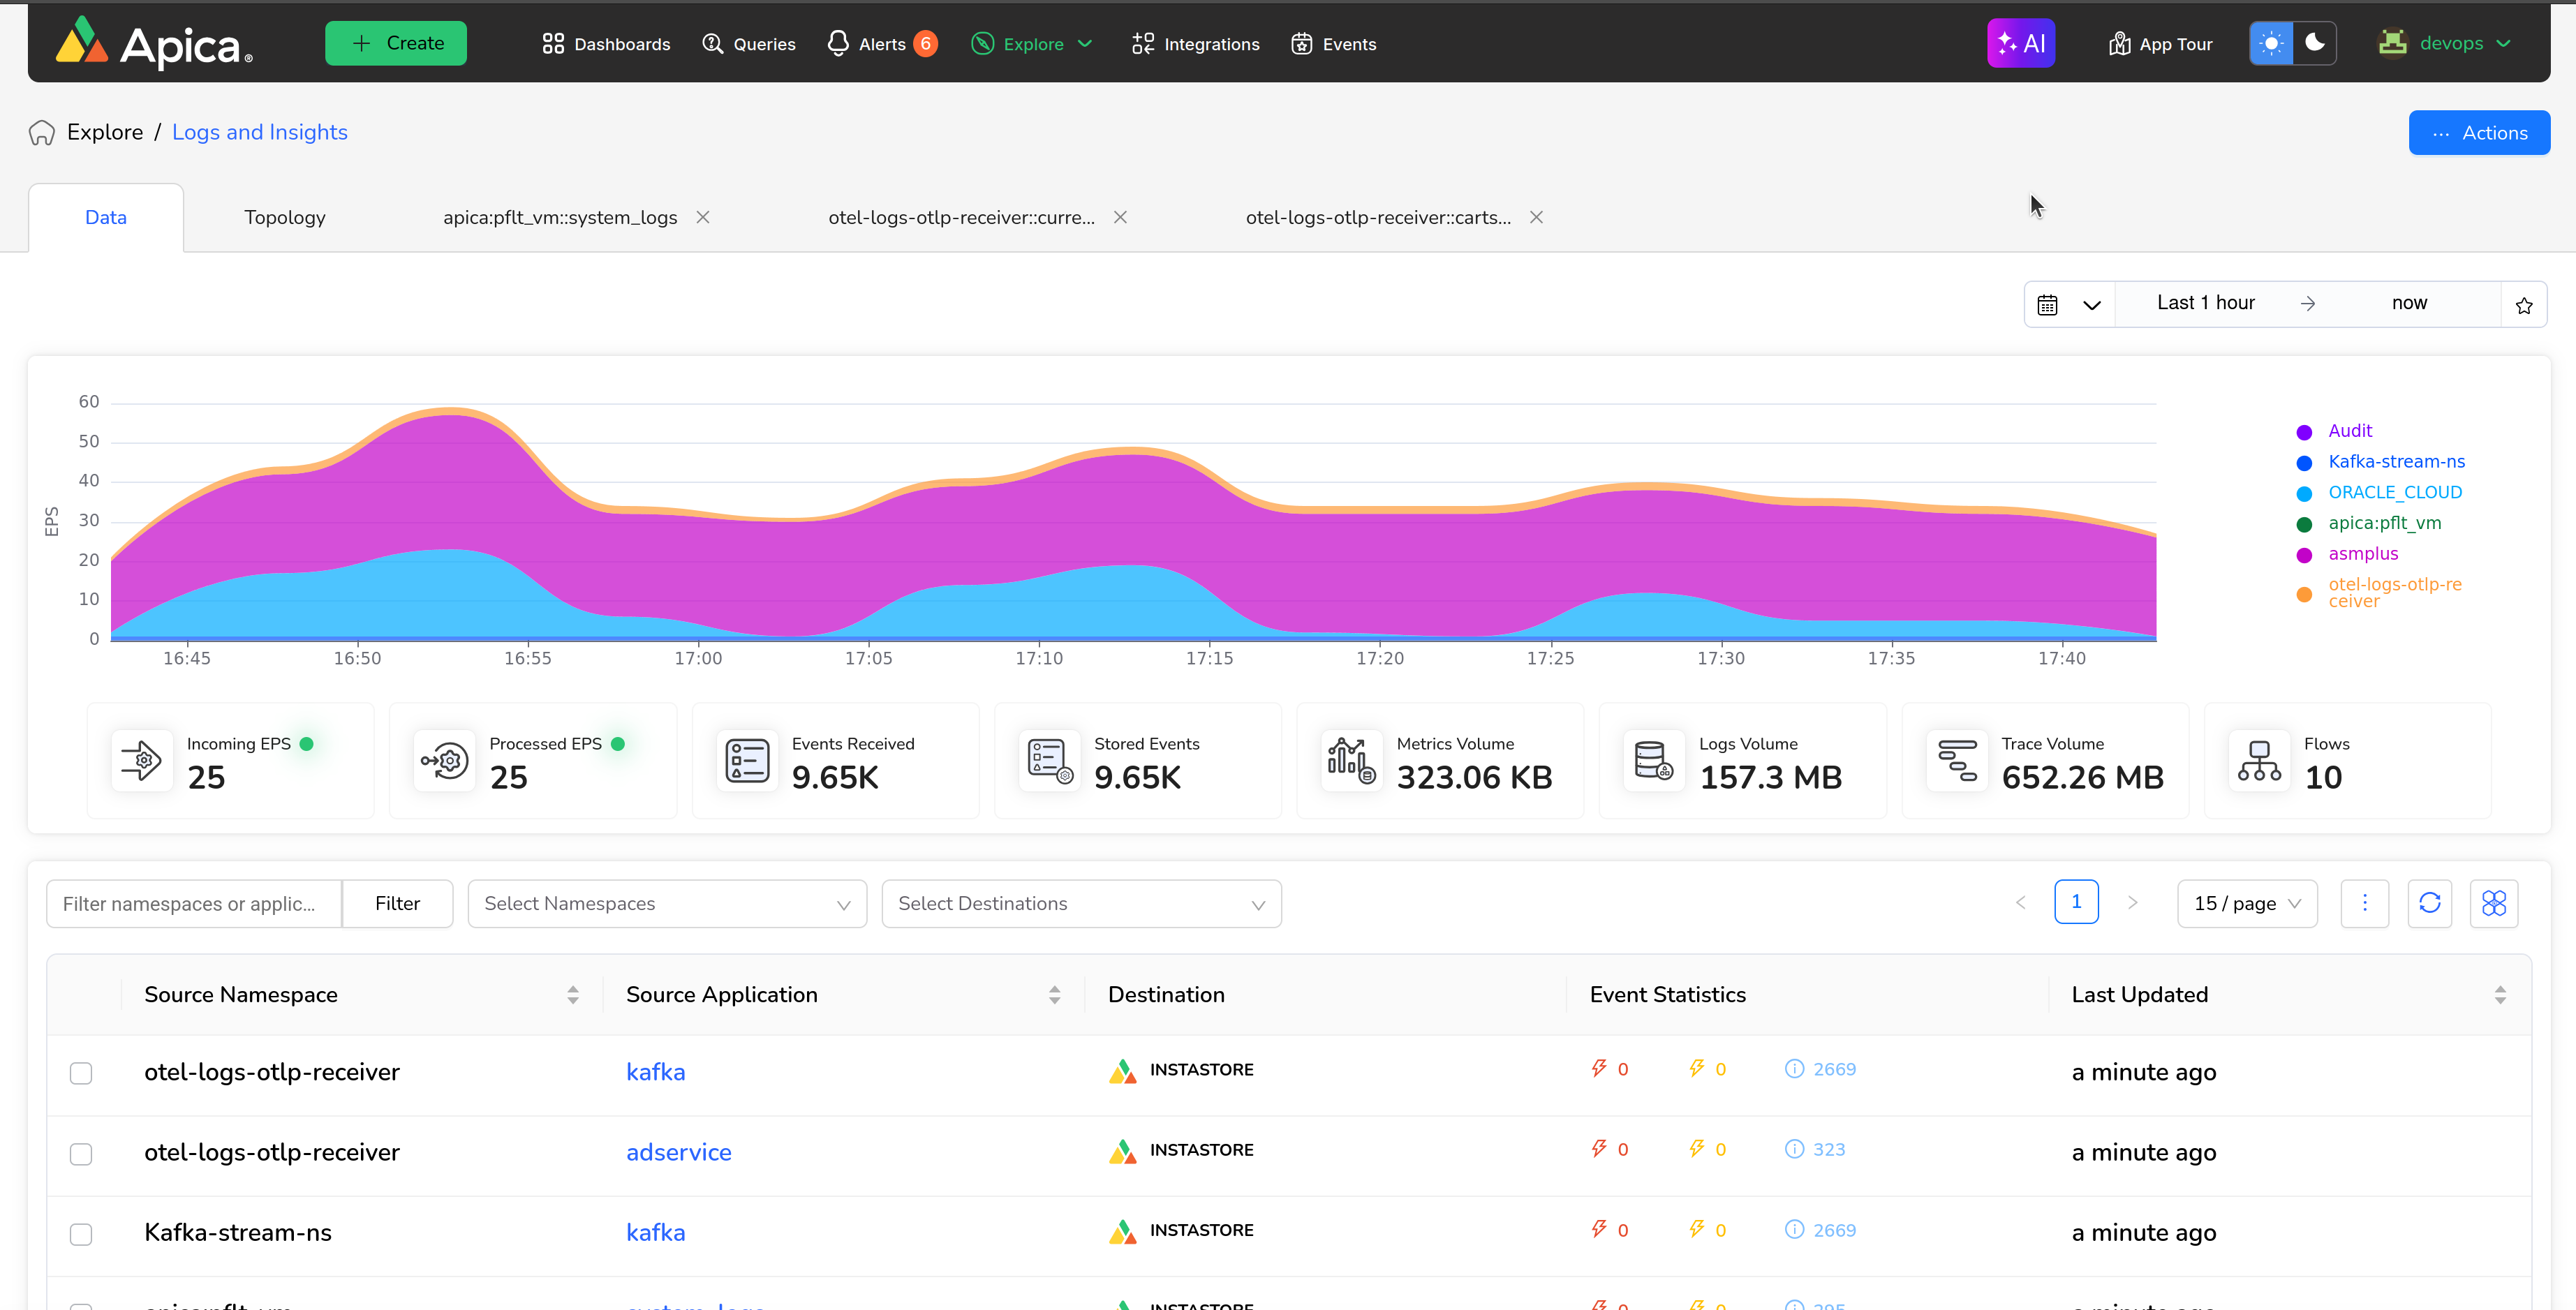 Apica®
Create
Dashboards
Queries
Alerts 6
Explore
Integrations
Events
AI
App Tour
devops
Explore / Logs and Insights
Actions
Data
Topology
apica:pflt_vm::system_logs
otel-logs-otlp-receiver::curre...
otel-logs-otlp-receiver::carts...
Last 1 hour
now
60
50
40
30
20
10
0
EPS
16:45 16:50 16:55 17:00 17:05 17:10 17:15 17:20 17:25 17:30 17:35 17:40
Audit
Kafka-stream-ns
ORACLE_CLOUD
apica:pflt_vm
asmplus
otel-logs-otlp-re
ceiver
Incoming EPS
25
Processed EPS
25
Events Received
9.65K
Stored Events
9.65K
Metrics Volume
323.06 KB
Logs Volume
157.3 MB
Trace Volume
652.26 MB
Flows
10
Filter namespaces or applic...
Filter
Select Namespaces
Select Destinations
1
15 / page
Source Namespace Source Application Destination Event Statistics Last Updated
otel-logs-otlp-receiver kafka INSTASTORE 0 0 2669 a minute ago
otel-logs-otlp-receiver adservice INSTASTORE 0 0 323 a minute ago
Kafka-stream-ns kafka INSTASTORE 0 0 2669 a minute ago